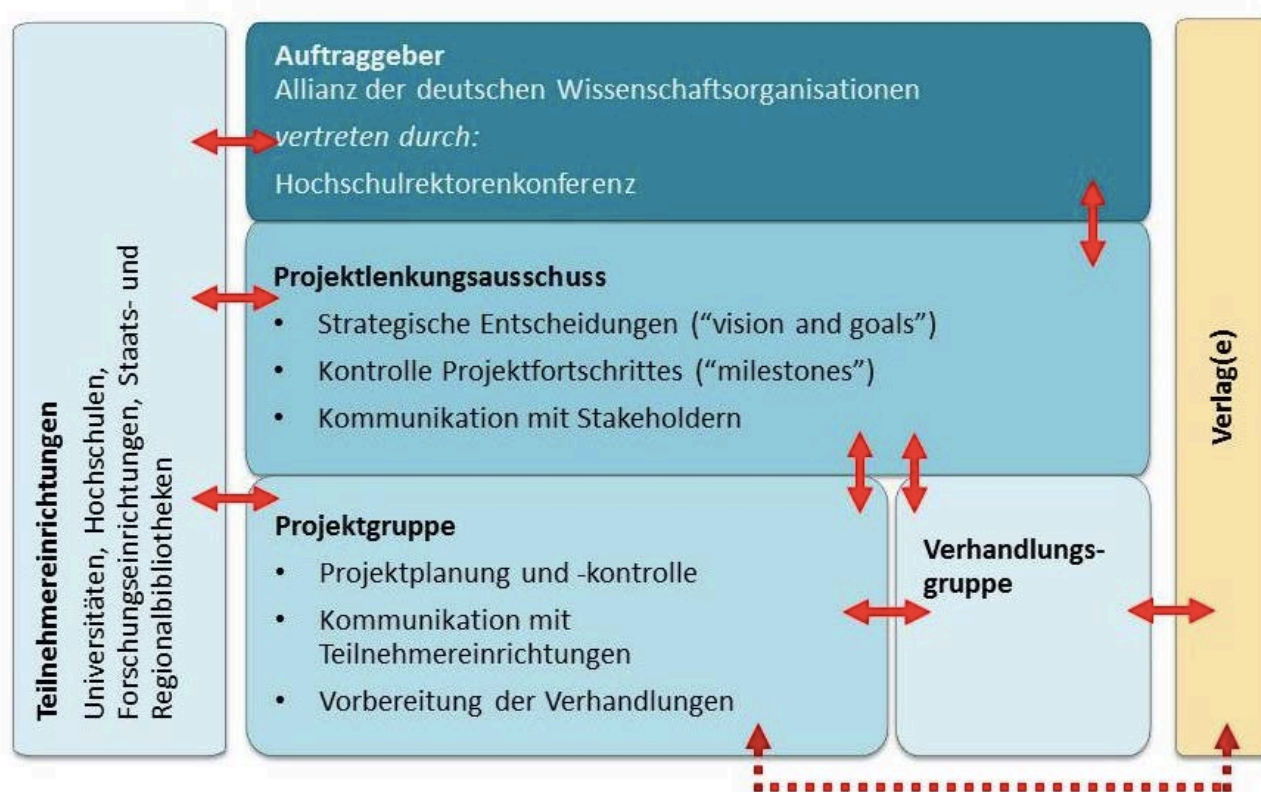 Teilnehmereinrichtungen
Universitäten, Hochschulen,
Forschungseinrichtungen, Staats- und
Regionalbibliotheken
Auftraggeber
Allianz der deutschen Wissenschaftsorganisationen
vertreten durch:
Hochschulrektorenkonferenz
Projektlenkungsausschuss
• Strategische Entscheidungen (“vision and goals”)
• Kontrolle Projektfortschrittes (“milestones”)
• Kommunikation mit Stakeholdern
Projektgruppe
• Projektplanung und -kontrolle
• Kommunikation mit
Teilnehmereinrichtungen
• Vorbereitung der Verhandlungen
Verhandlungs-
gruppe
Verlag(e)